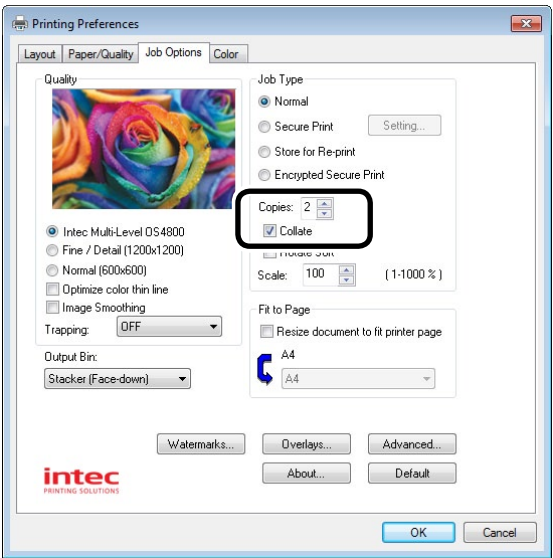 Printing Preferences
Layout Paper/Quality Job Options Color
Quality
Intec Multi-Level OS4800
Fine / Detail (1200x1200)
Normal (600x600)
Optimize color thin line
Image Smoothing
Trapping: OFF
Output Bin:
Stacker (Face-down)
Job Type
Normal
Secure Print Setting...
Store for Re-print
Encrypted Secure Print
Copies: 2
Collate
Scale: 100 (1-1000 %)
Fit to Page
Resize document to fit printer page
A4
A4
Watermarks... Overlays... Advanced...
About... Default
intec
PRINTING SOLUTIONS
OK Cancel